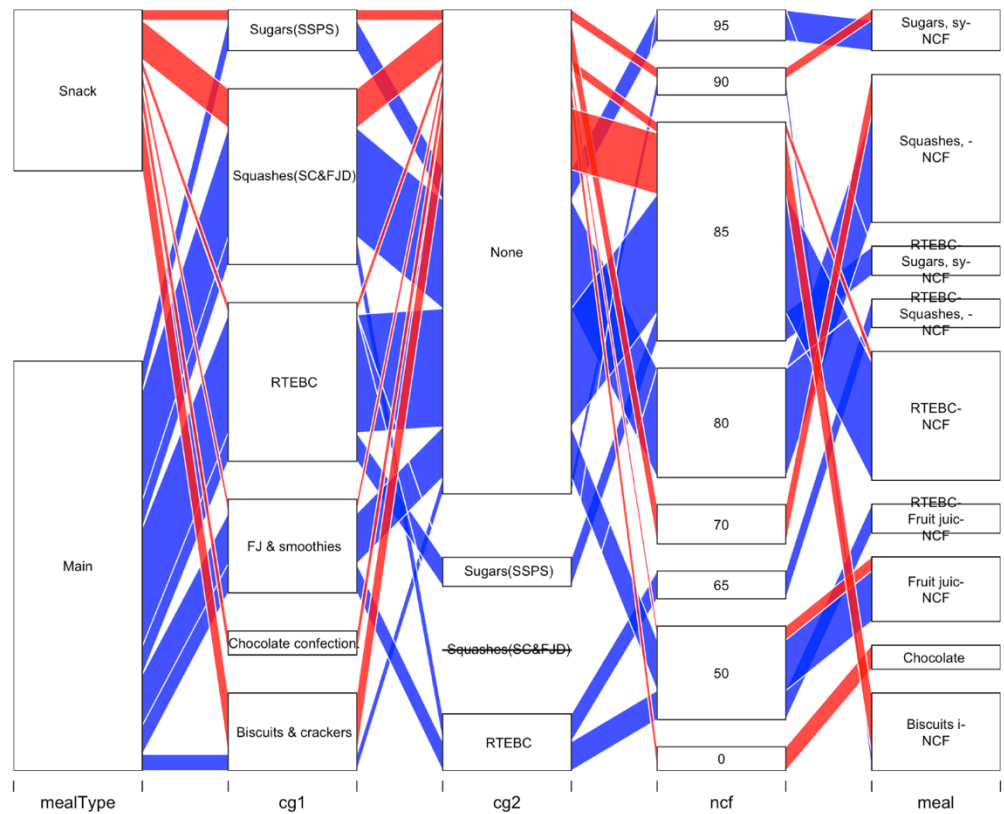 Snack
Main
Sugars(SSPS)
Squashes(SC&FJD)
RTEBC
FJ & smoothies
Chocolate confection.
Biscuits & crackers
None
Sugars(SSPS)
Squashes(SC&FJD)
RTEBC
95
90
85
80
70
65
50
0
Sugars, sy-
NCF
Squashes, -
NCF
RTEBC-
Sugars, sy-
NCF
RTEBC-
Squashes, -
NCF
RTEBC-
NCF
RTEBC-
Fruit juic-
NCF
Fruit juic-
NCF
Chocolate
Biscuits i-
NCF
mealType
cg1
cg2
ncf
meal